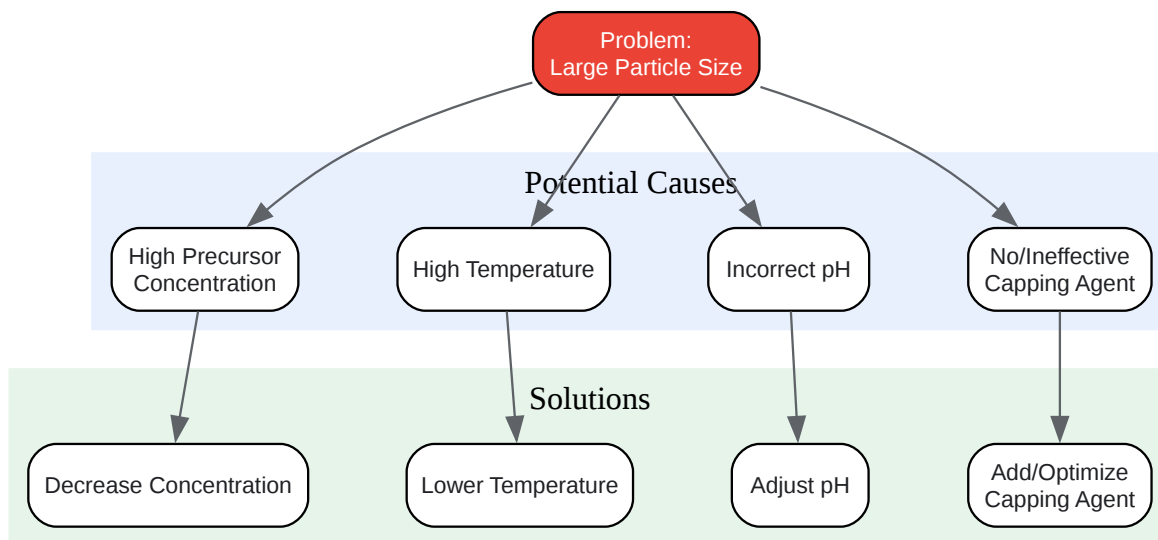 Problem:
Large Particle Size
Potential Causes
High Precursor
Concentration
High Temperature
Incorrect pH
No/Ineffective
Capping Agent
Solutions
Decrease Concentration
Lower Temperature
Adjust pH
Add/Optimize
Capping Agent